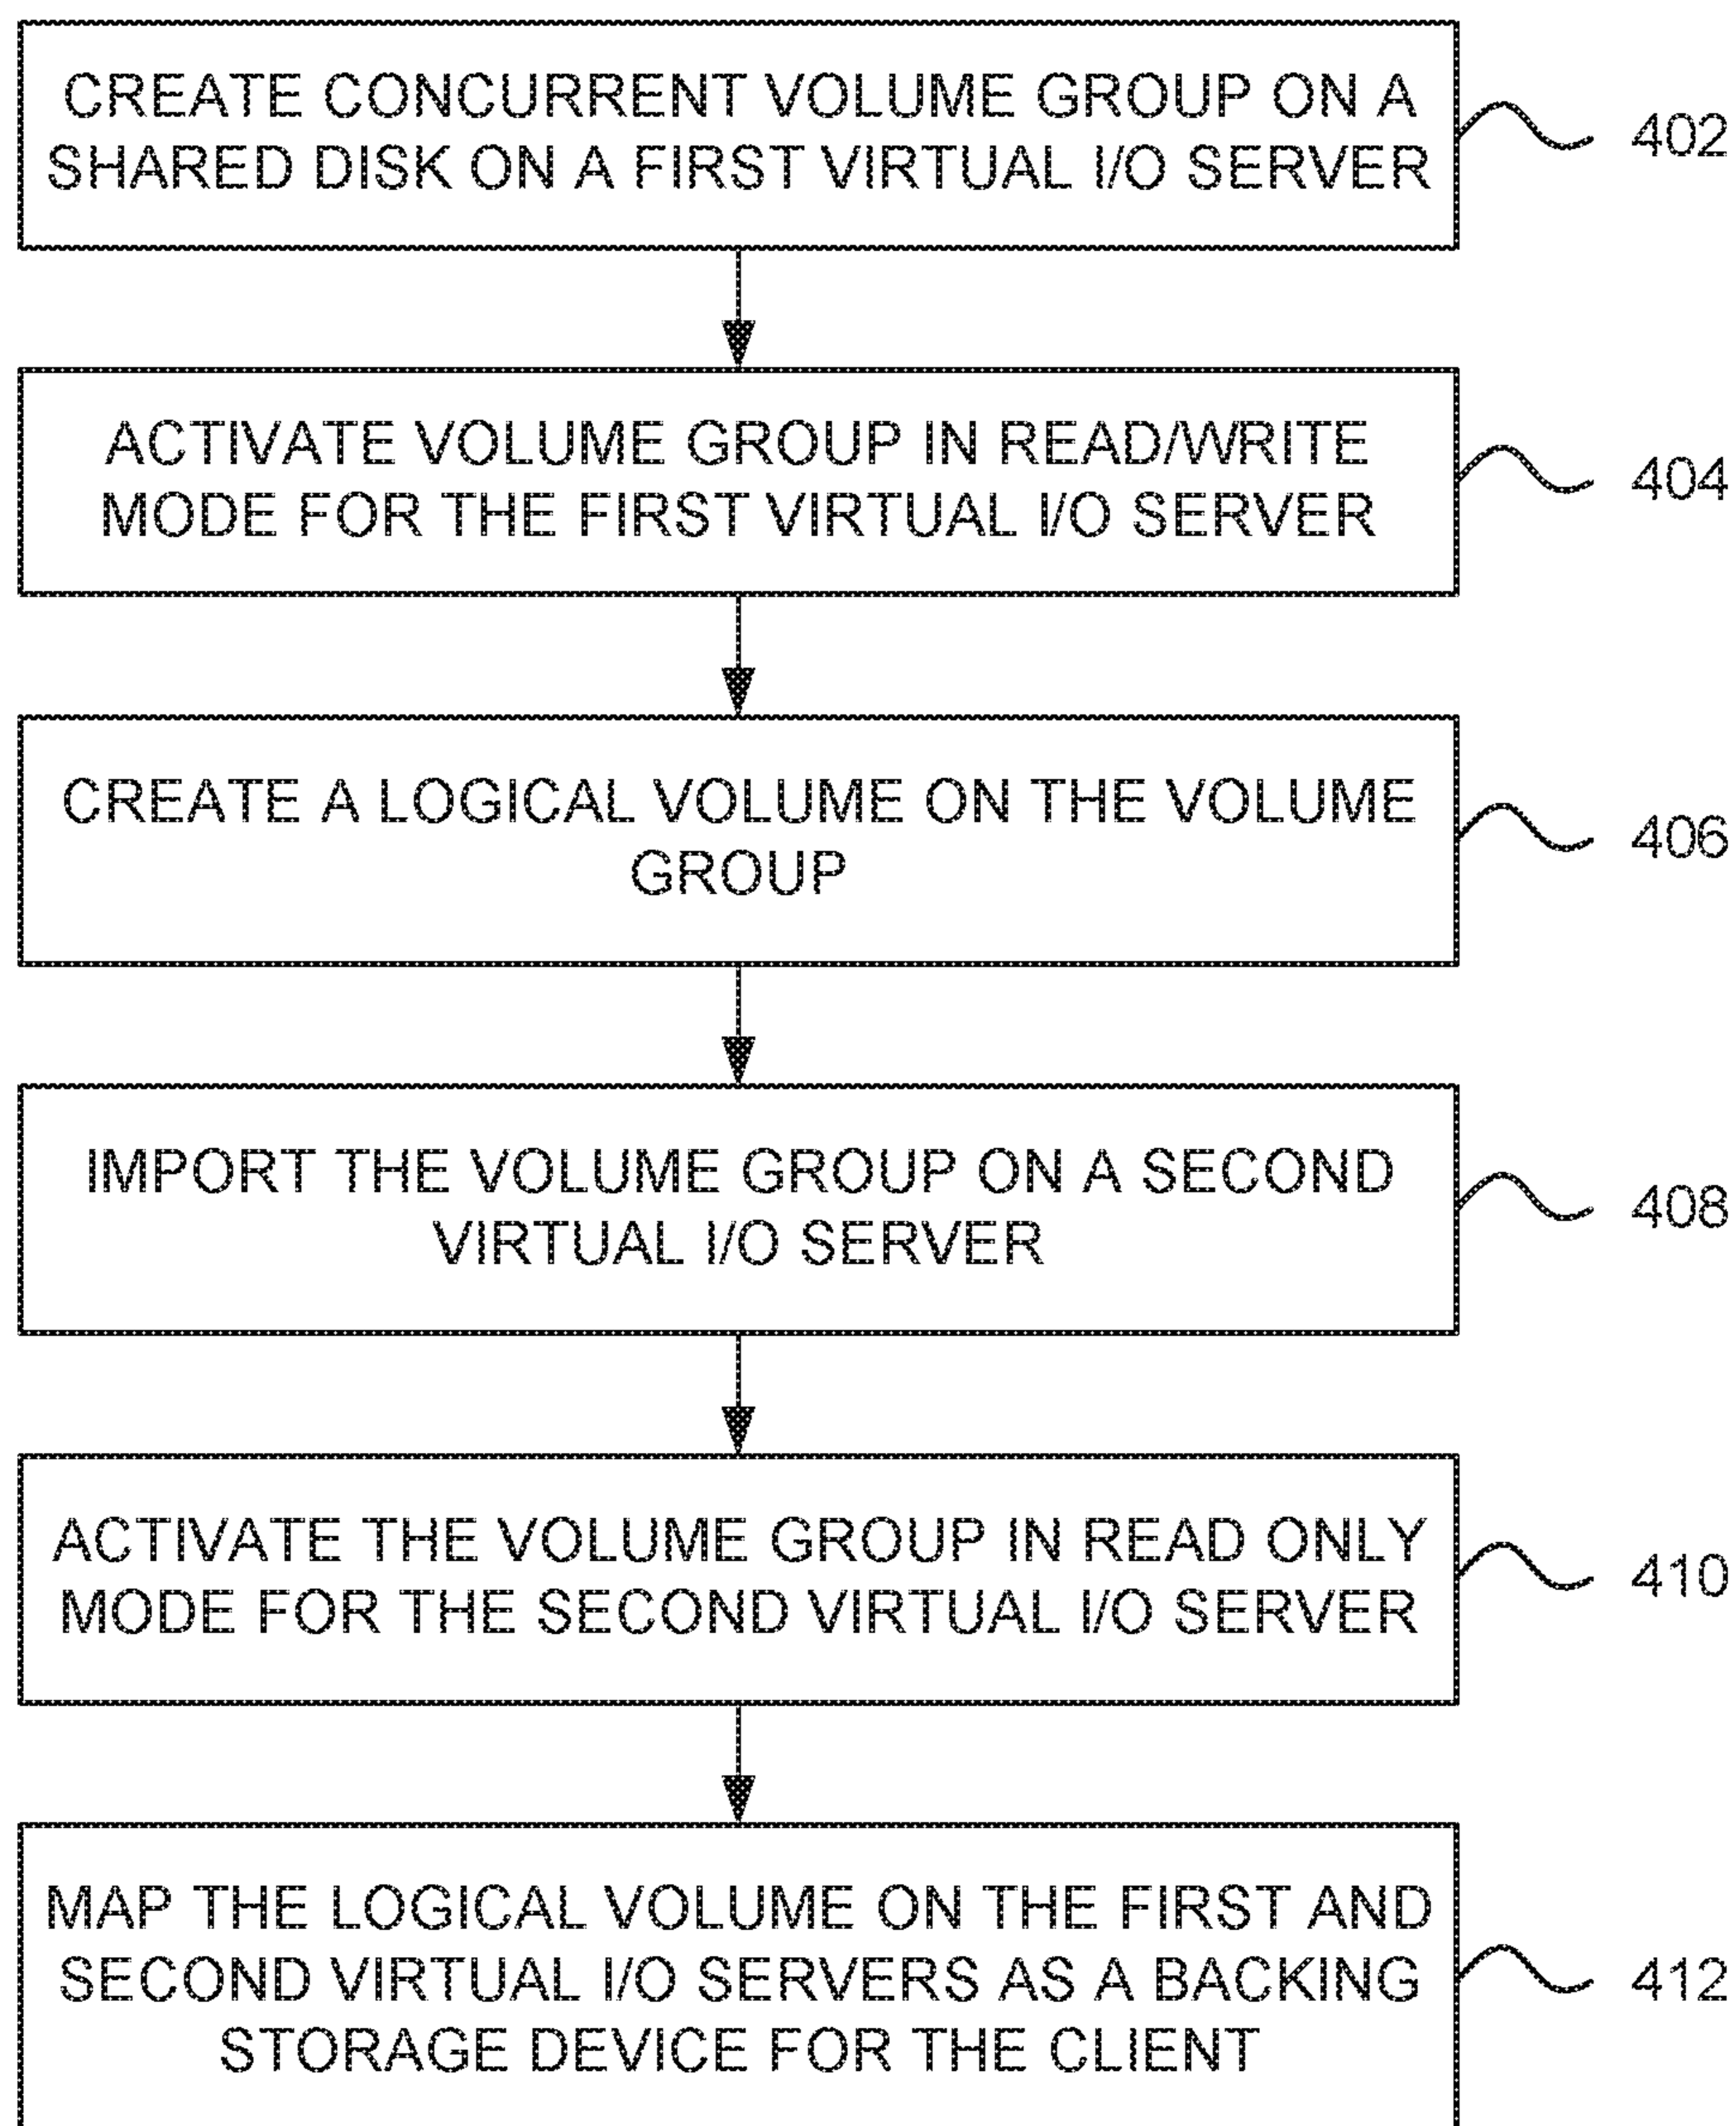 CREATE CONCURRENT VOLUME GROUP ON A
SHARED DISK ON A FIRST VIRTUAL I/O SERVER
402
ACTIVATE VOLUME GROUP IN READ/WRITE
MODE FOR THE FIRST VIRTUAL I/O SERVER
404
CREATE A LOGICAL VOLUME ON THE VOLUME
GROUP
406
IMPORT THE VOLUME GROUP ON A SECOND
VIRTUAL I/O SERVER
408
ACTIVATE THE VOLUME GROUP IN READ ONLY
MODE FOR THE SECOND VIRTUAL I/O SERVER
410
MAP THE LOGICAL VOLUME ON THE FIRST AND
SECOND VIRTUAL I/O SERVERS AS A BACKING
STORAGE DEVICE FOR THE CLIENT
412